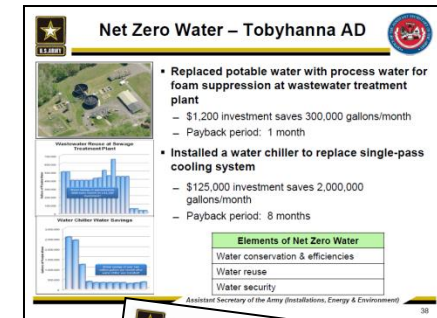 Net Zero Water – Tobyhanna AD
U.S.ARMY
▪ Replaced potable water with process water for
foam suppression at wastewater treatment
plant
– $1,200 investment saves 300,000 gallons/month
– Payback period: 1 month
Wastewater Reuse at Sewage
Treatment Plant
▪ Installed a water chiller to replace single-pass
cooling system
– $125,000 investment saves 2,000,000
gallons/month
– Payback period: 8 months
Water Chiller Water Savings
Elements of Net Zero Water
Water conservation & efficiencies
Water reuse
Water security
Assistant Secretary of the Army (Installations, Energy & Environment)
38